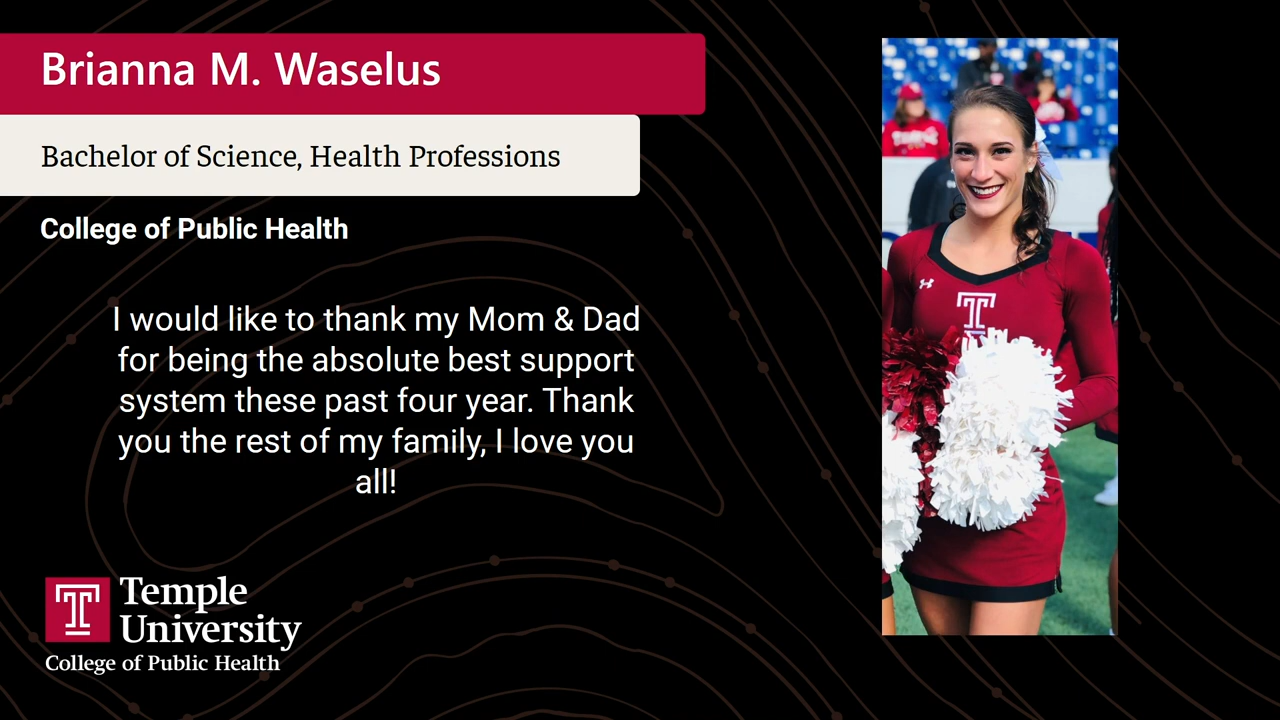 Brianna M. Waselus
Bachelor of Science, Health Professions
College of Public Health
I would like to thank my Mom & Dad
for being the absolute best support
system these past four year. Thank
you the rest of my family, I love you
all!
T
T Temple
University
College of Public Health